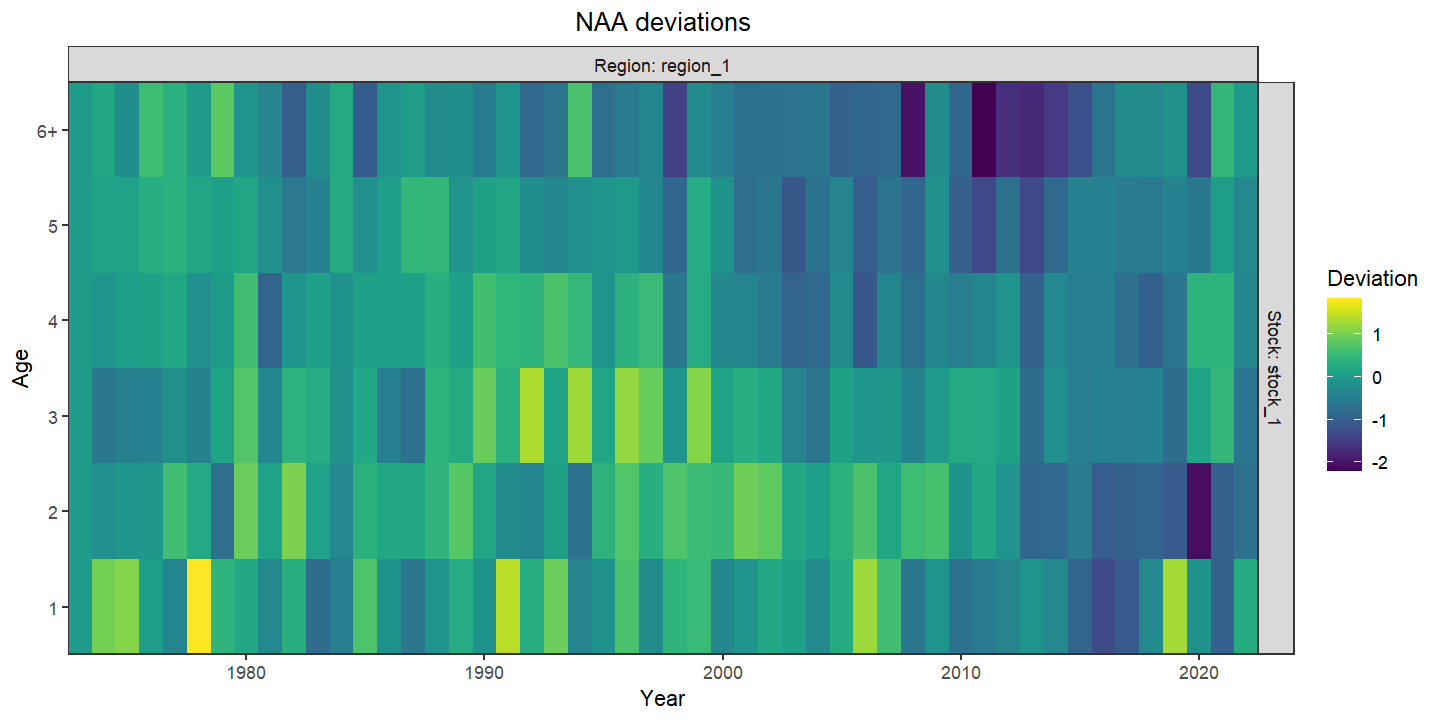 NAA deviations
Region: region_1
Stock: stock_1
Age
6+
5
4
3
2
1
1980
1990
2000
2010
2020
Year
Deviation
1
0
-1
-2